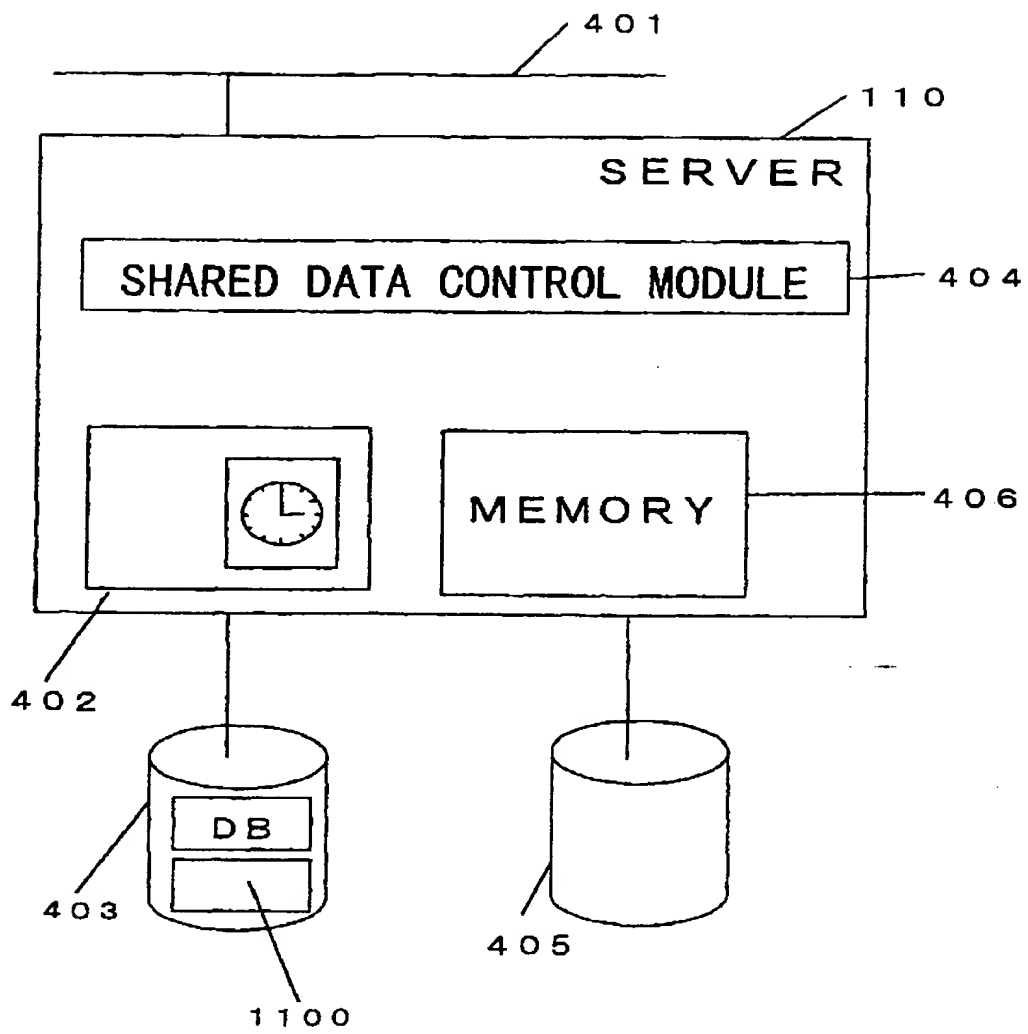 401
110
SERVER
SHARED DATA CONTROL MODULE
404
MEMORY
406
402
DB
403
405
1100